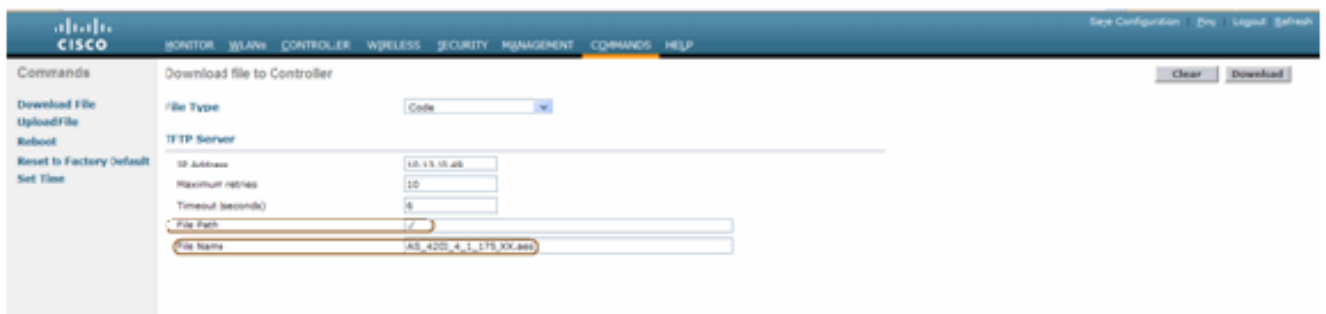 Save Configuration | Ping | Logout Refresh
CISCO
MONITOR WLANs CONTROLLER WIRELESS SECURITY MANAGEMENT COMMANDS HELP
Commands
Download file to Controller
Clear Download
Download File
Upload File
Reboot
Reset to Factory Default
Set Time
File Type Code
TFTP Server
IP Address
Maximum retries 10
Timeout (seconds) 6
File Path ./
File Name